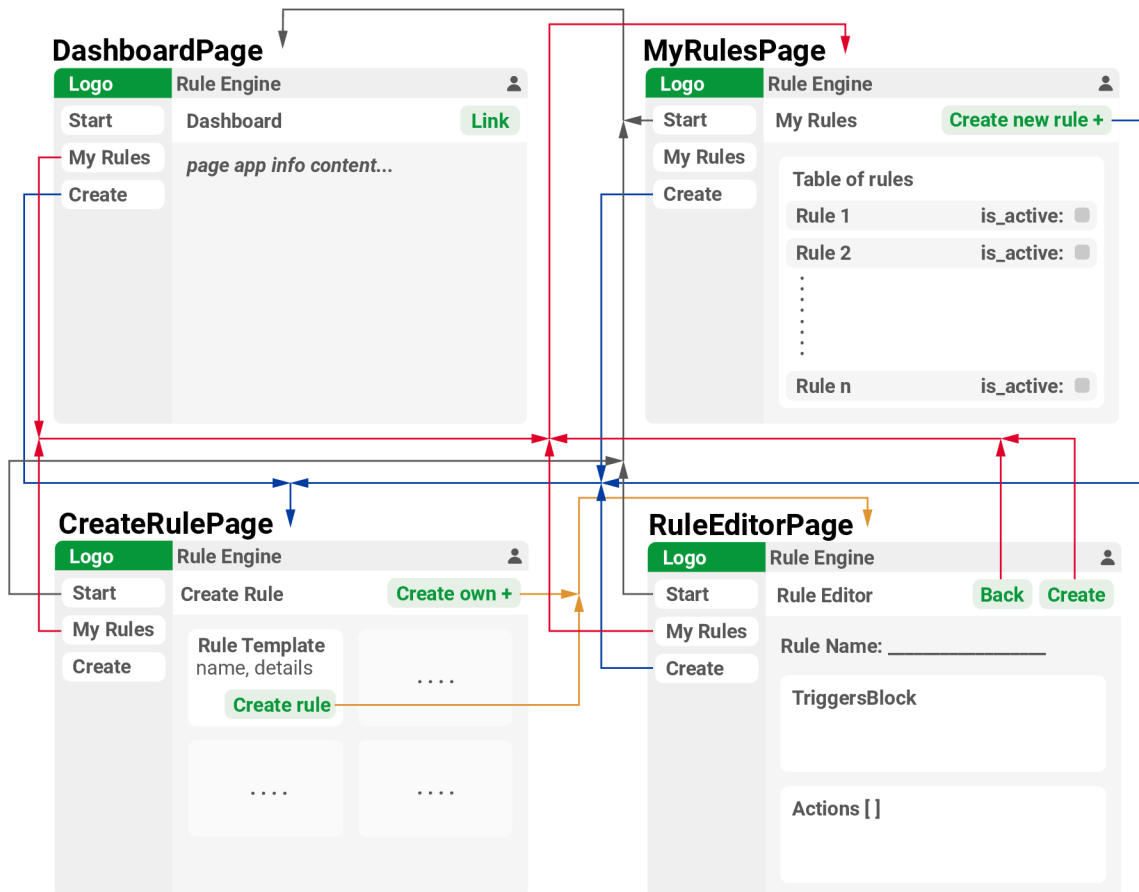 DashboardPage
Logo
Rule Engine
Start
Dashboard
Link
My Rules
page app info content...
Create
MyRulesPage
Logo
Rule Engine
Start
My Rules
Create new rule +
My Rules
Create
Table of rules
Rule 1 is_active:
Rule 2 is_active:
Rule n is_active:
CreateRulePage
Logo
Rule Engine
Start
Create Rule
Create own +
My Rules
Create
Rule Template
name, details
Create rule
. . . .
. . . .
. . . .
RuleEditorPage
Logo
Rule Engine
Start
Rule Editor
Back
Create
My Rules
Create
Rule Name: _________________
TriggersBlock
Actions [ ]